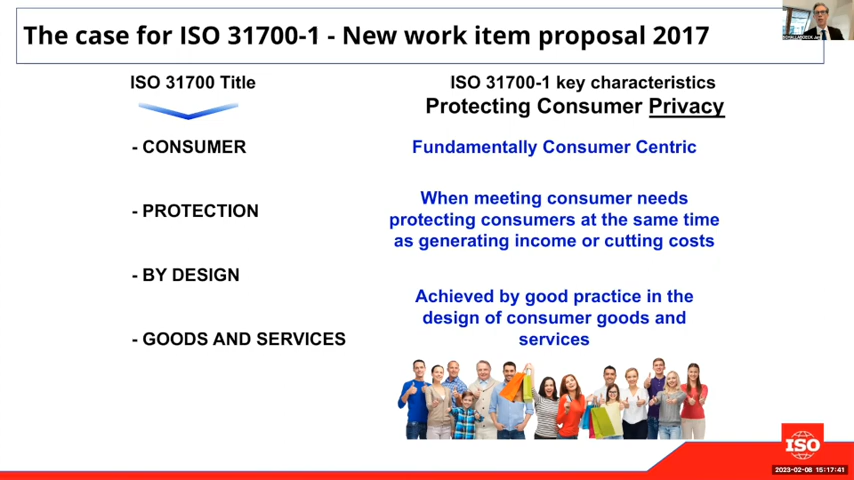 The case for ISO 31700-1 - New work item proposal 2017
ISO 31700 Title
- CONSUMER
- PROTECTION
- BY DESIGN
- GOODS AND SERVICES
ISO 31700-1 key characteristics
Protecting Consumer Privacy
Fundamentally Consumer Centric
When meeting consumer needs
protecting consumers at the same time
as generating income or cutting costs
Achieved by good practice in the
design of consumer goods and
services
ISO
2023-02-08 15:17:41